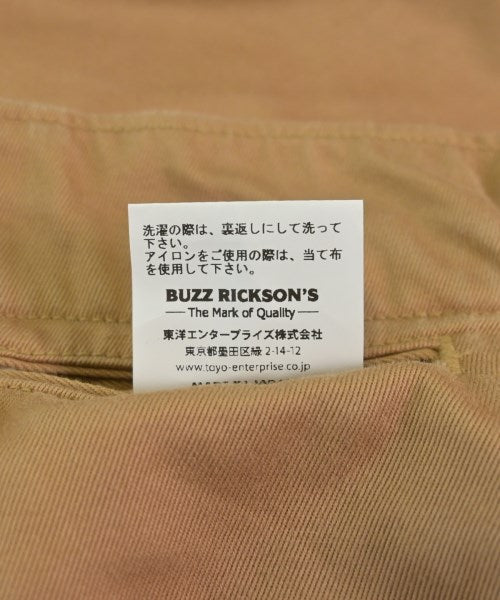 洗濯の際は、裏返しにして洗って
下さい。
アイロンをご使用の際は、当て布
を使用して下さい。
BUZZ RICKSON'S
The Mark of Quality
東洋エンタープライズ株式会社
東京都墨田区緑 2-14-12
www.toyo-enterprise.co.jp